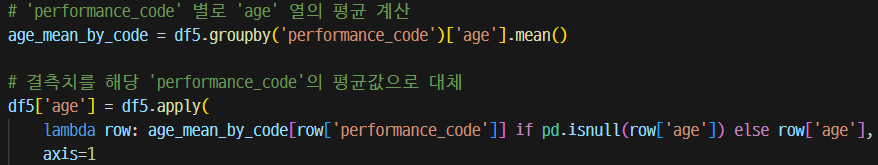 # 'performance_code' 별로 'age' 열의 평균 계산
age_mean_by_code = df5.groupby('performance_code')['age'].mean()
# 결측치를 해당 'performance_code'의 평균값으로 대체
df5['age'] = df5.apply(
    lambda row: age_mean_by_code[row['performance_code']] if pd.isnull(row['age']) else row['age'],
    axis=1